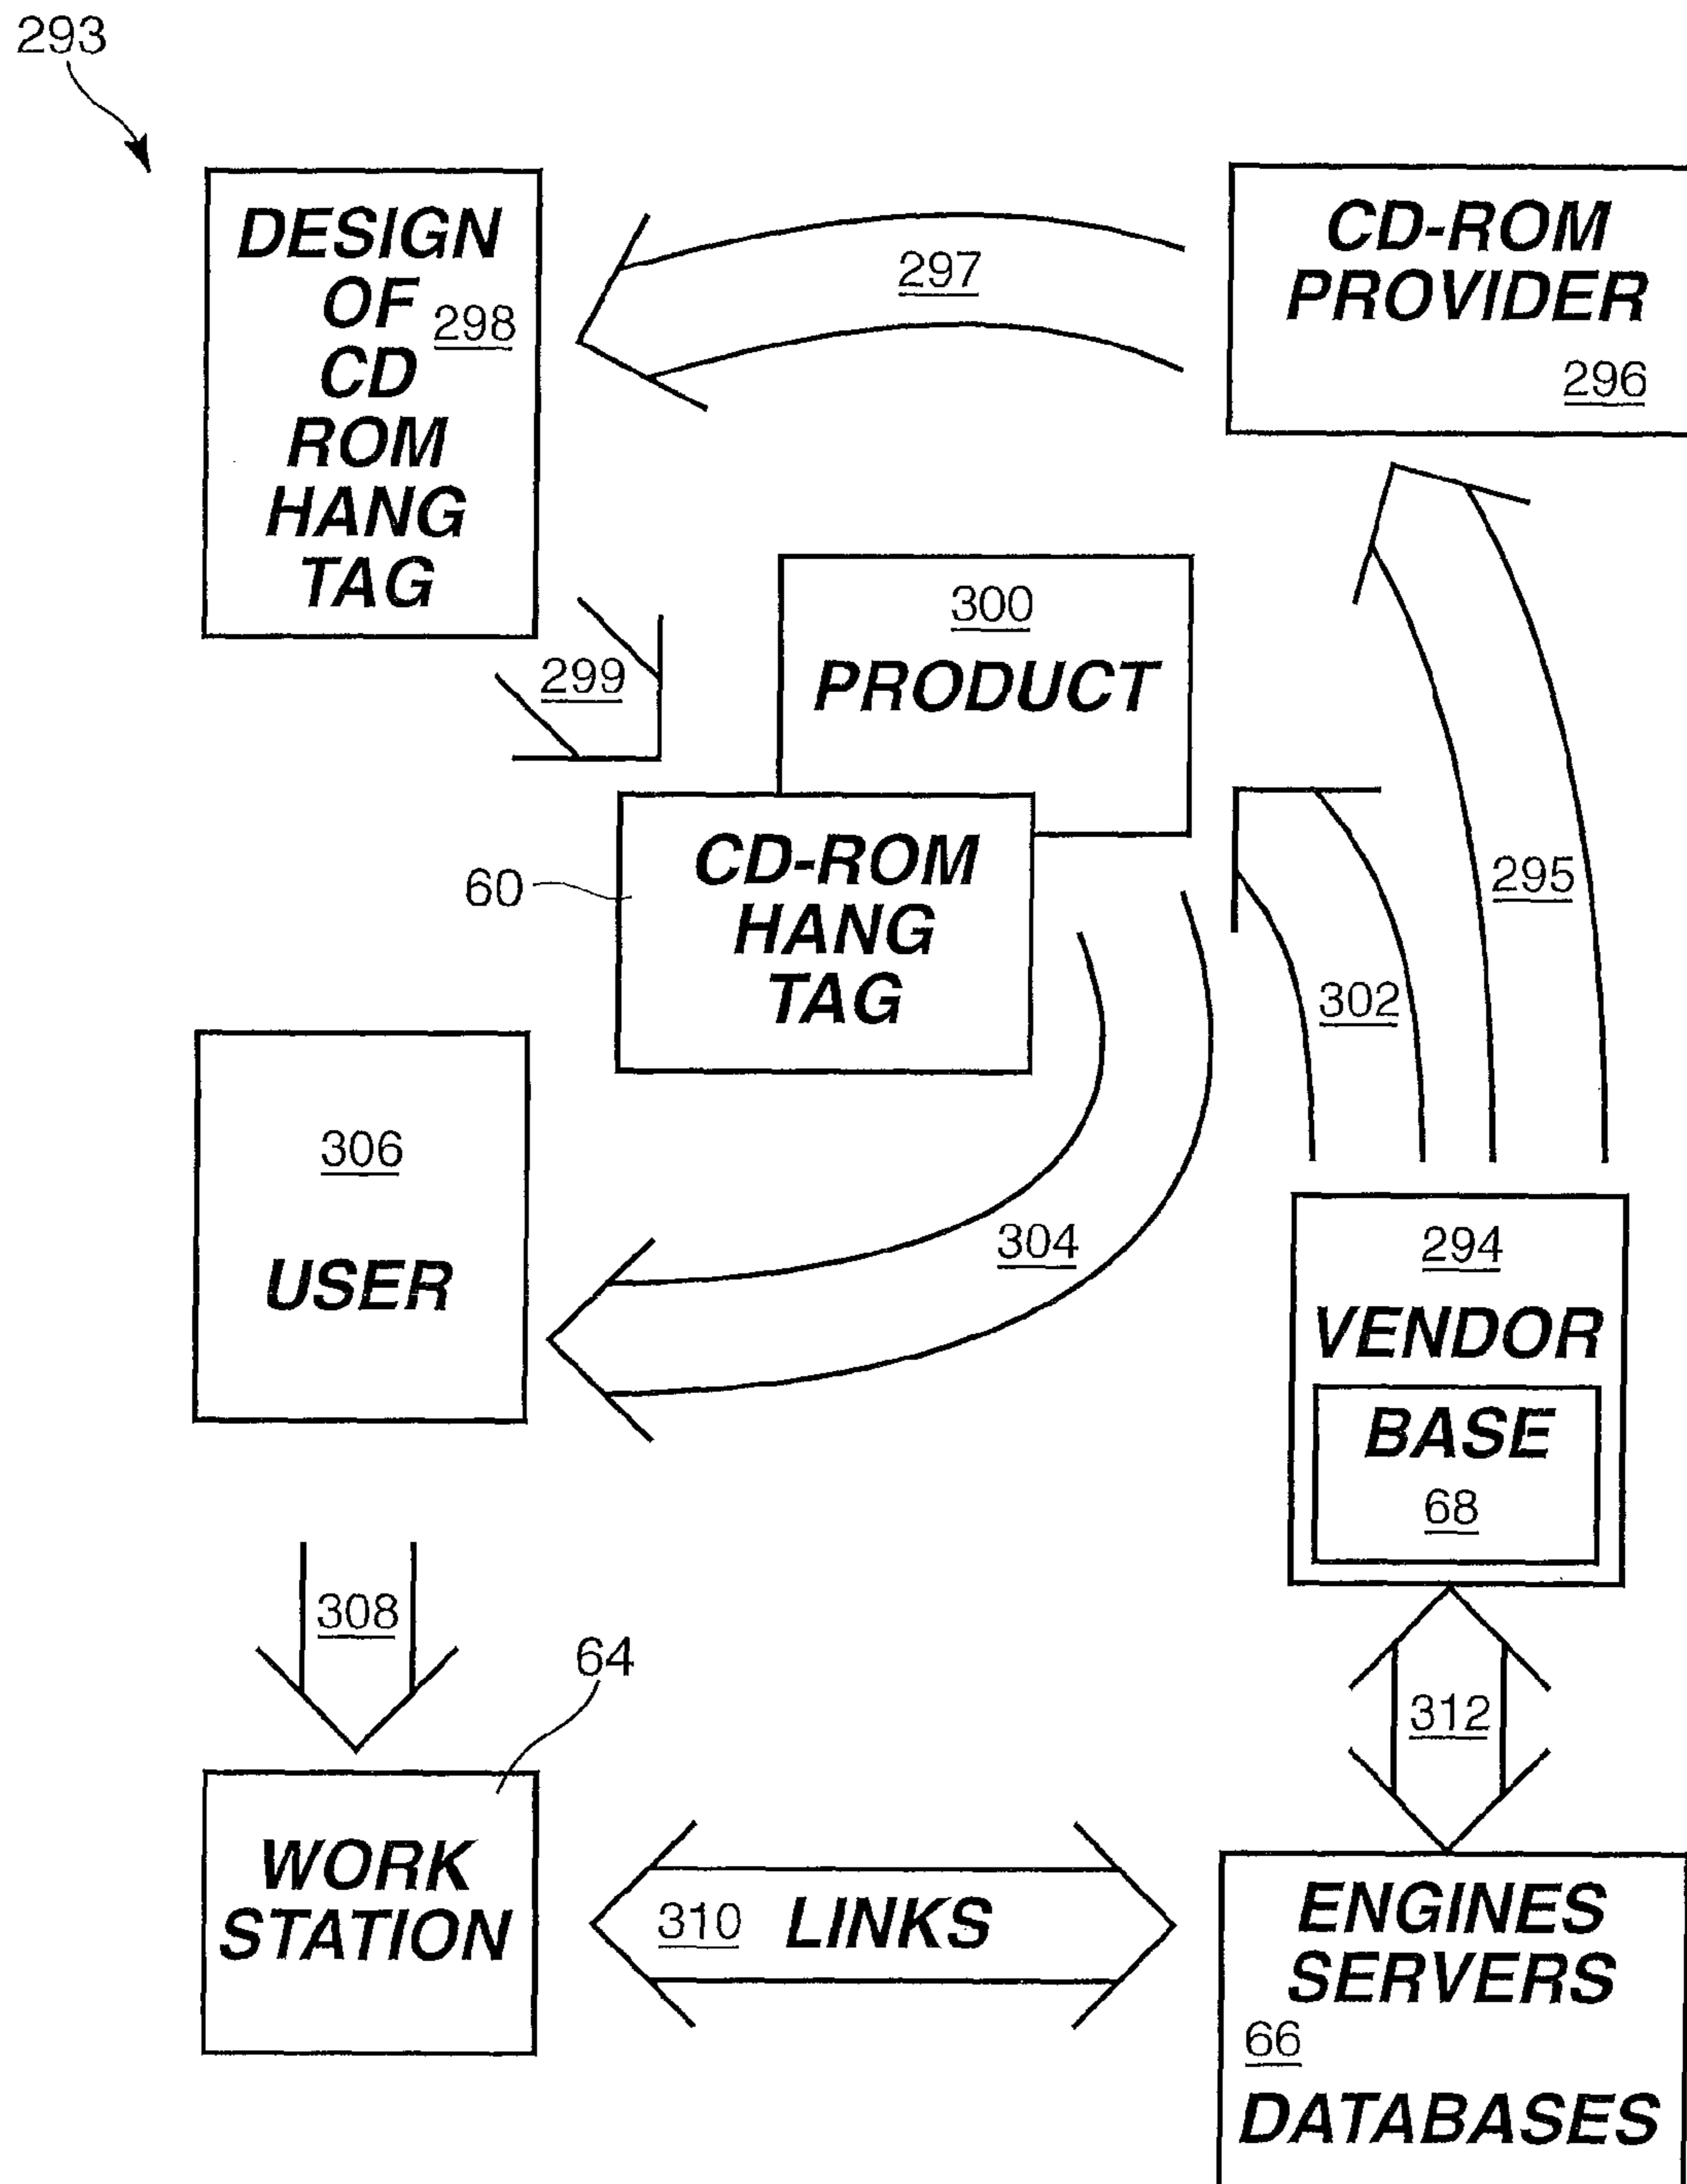 293
DESIGN
OF
298
CD
ROM
HANG
TAG
297
CD-ROM
PROVIDER
296
299
300
PRODUCT
60
CD-ROM
HANG
TAG
295
302
304
306
USER
294
VENDOR
BASE
68
308
64
312
WORK
STATION
310 LINKS
ENGINES
SERVERS
66
DATABASES